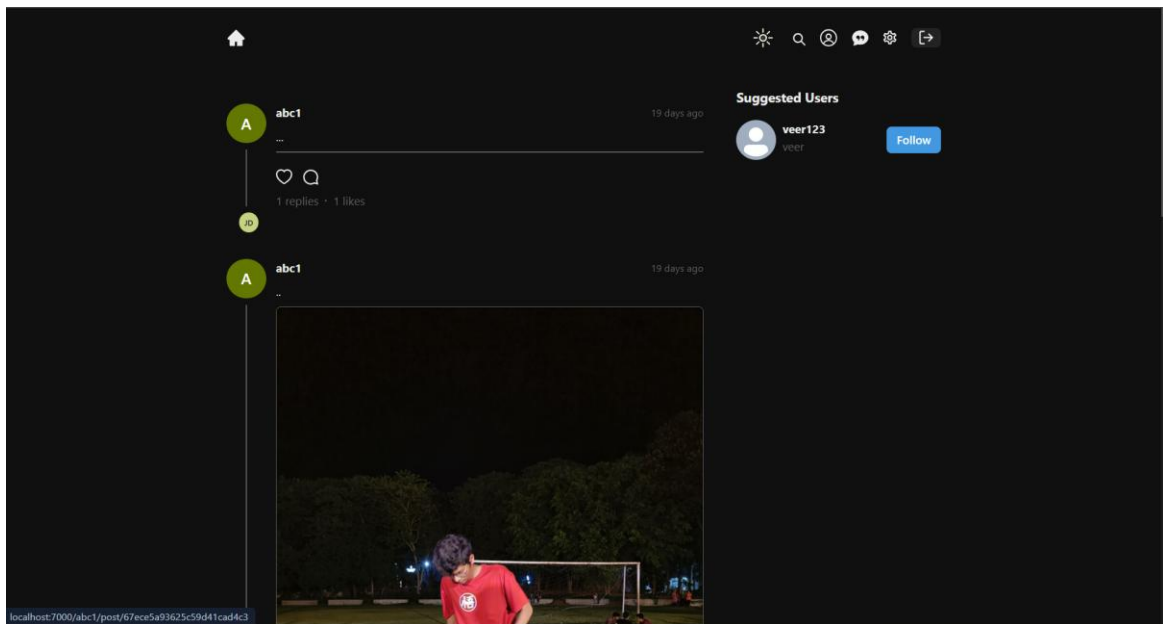 Suggested Users
A
abc1
19 days ago
...
veer123
veer
Follow
1 replies · 1 likes
JD
A
abc1
19 days ago
..
localhost:7000/abc1/post/67ece5a93625c59d41cad4c3